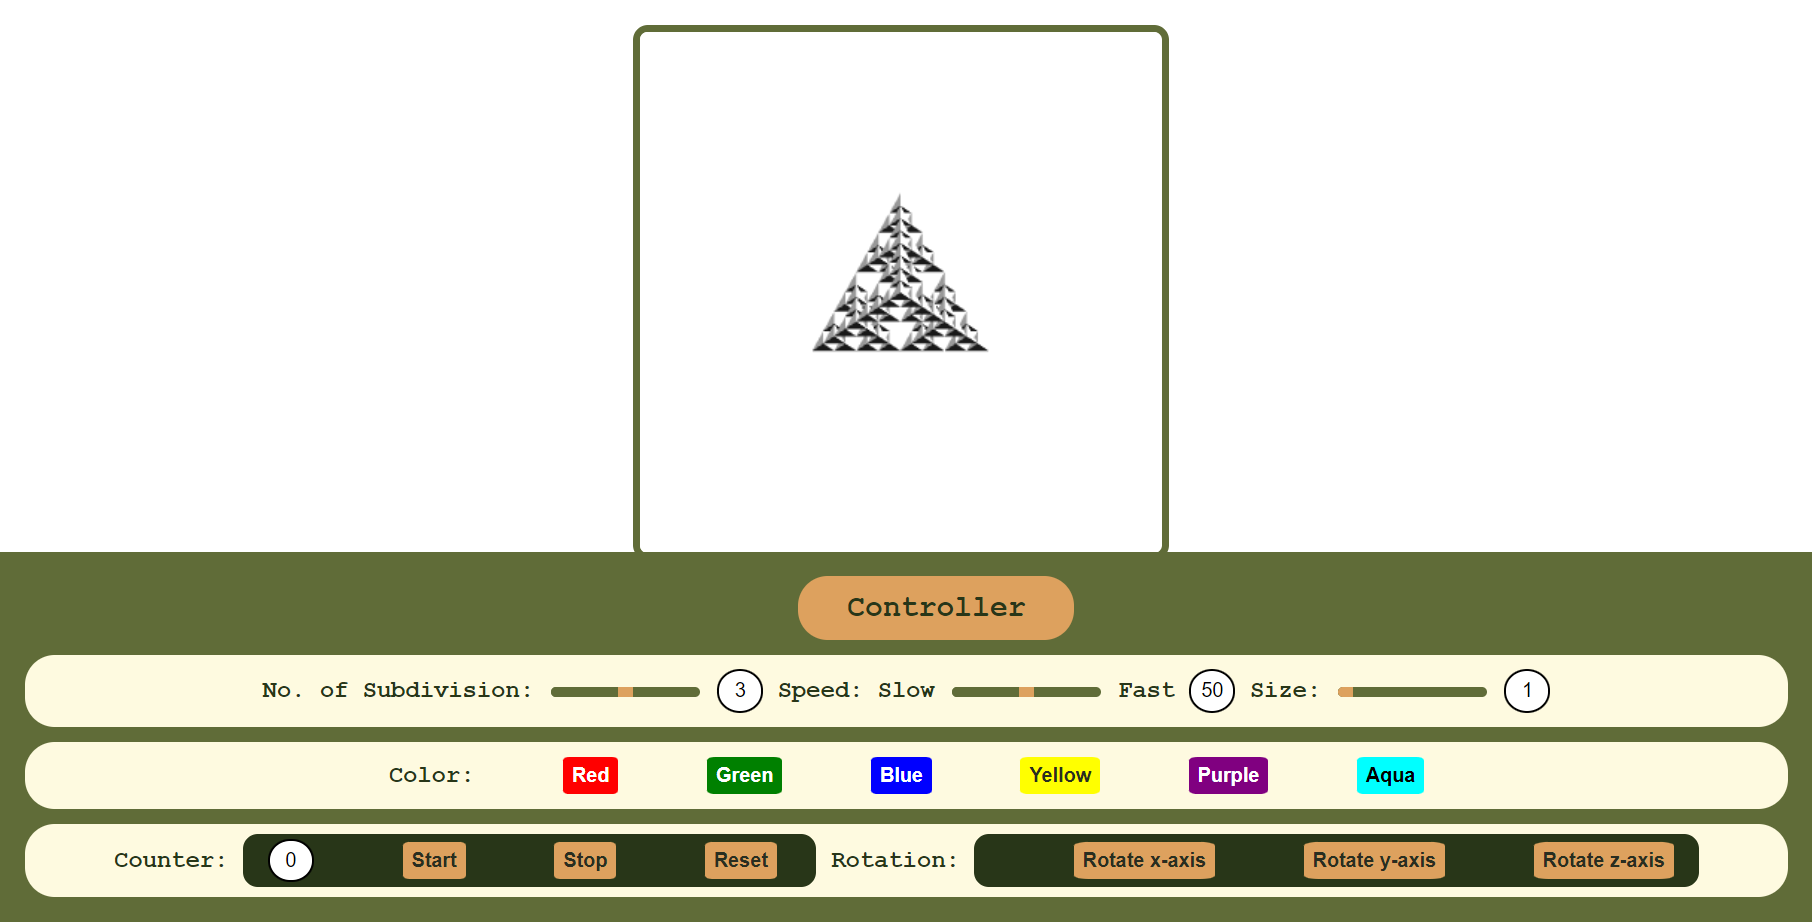 Controller
No. of Subdivision: 3 Speed: Slow Fast 50 Size: 1
Color: Red Green Blue Yellow Purple Aqua
Counter: 0 Start Stop Reset Rotation: Rotate x-axis Rotate y-axis Rotate z-axis